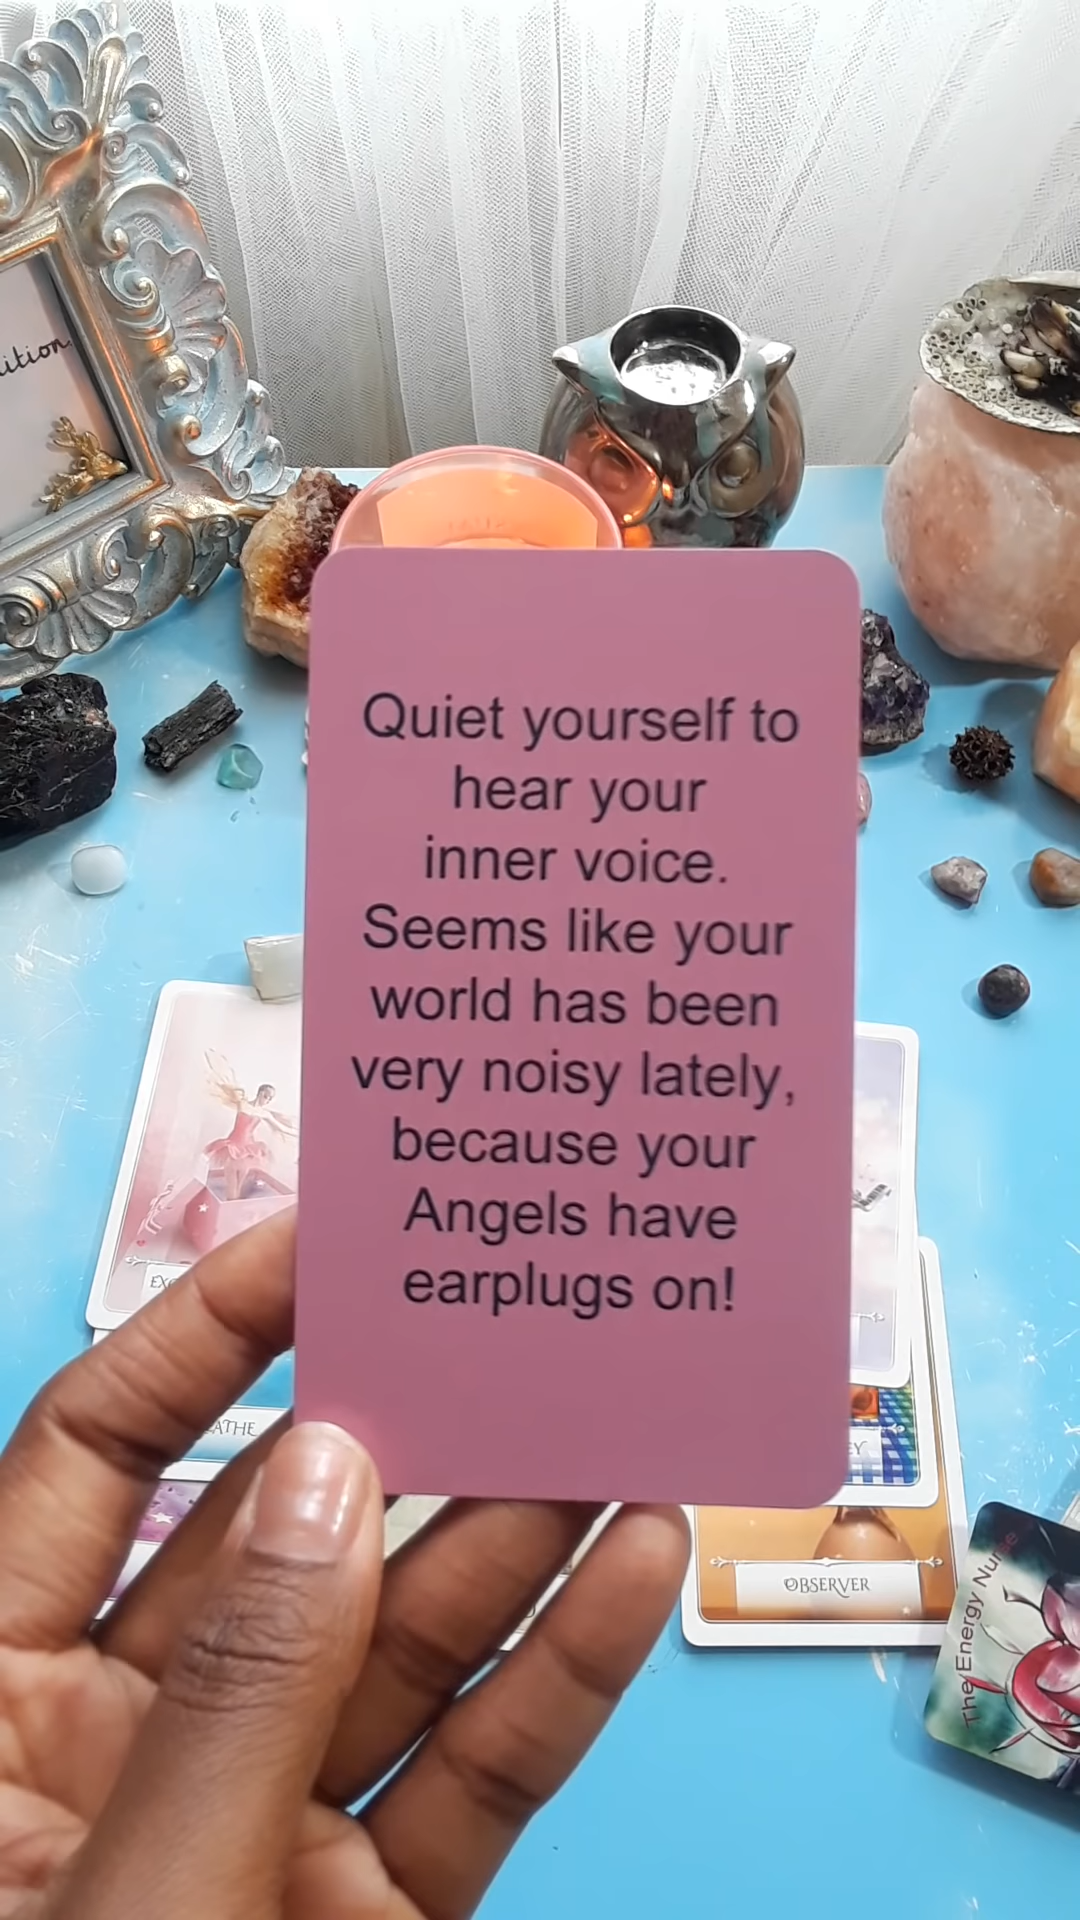 Quiet yourself to
hear your
inner voice.
Seems like your
world has been
very noisy lately,
because your
Angels have
earplugs on!
OBSERVER
The Energy Nurse